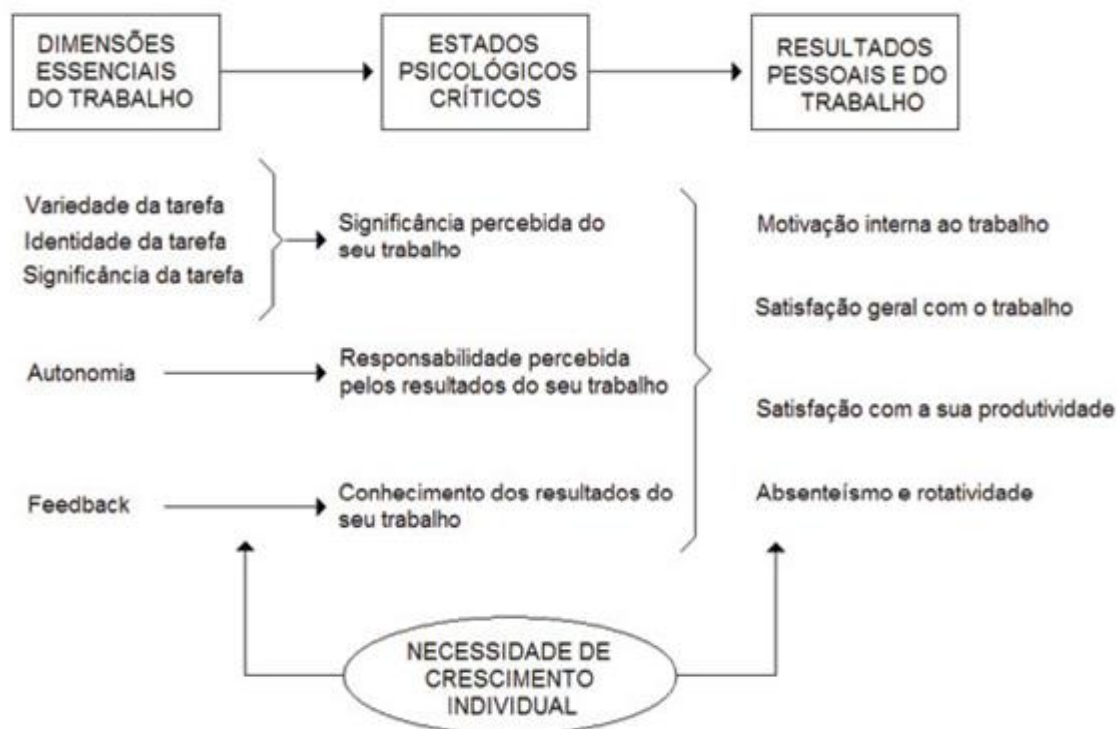 DIMENSÕES
ESSENCIAIS
DO TRABALHO
ESTADOS
PSICOLÓGICOS
CRÍTICOS
RESULTADOS
PESSOAIS E DO
TRABALHO
Variedade da tarefa
Identidade da tarefa
Significância da tarefa
Significância percebida do
seu trabalho
Motivação interna ao trabalho
Satisfação geral com o trabalho
Autonomia
Responsabilidade percebida
pelos resultados do seu trabalho
Satisfação com a sua produtividade
Feedback
Conhecimento dos resultados do
seu trabalho
Absenteísmo e rotatividade
NECESSIDADE DE
CRESCIMENTO
INDIVIDUAL